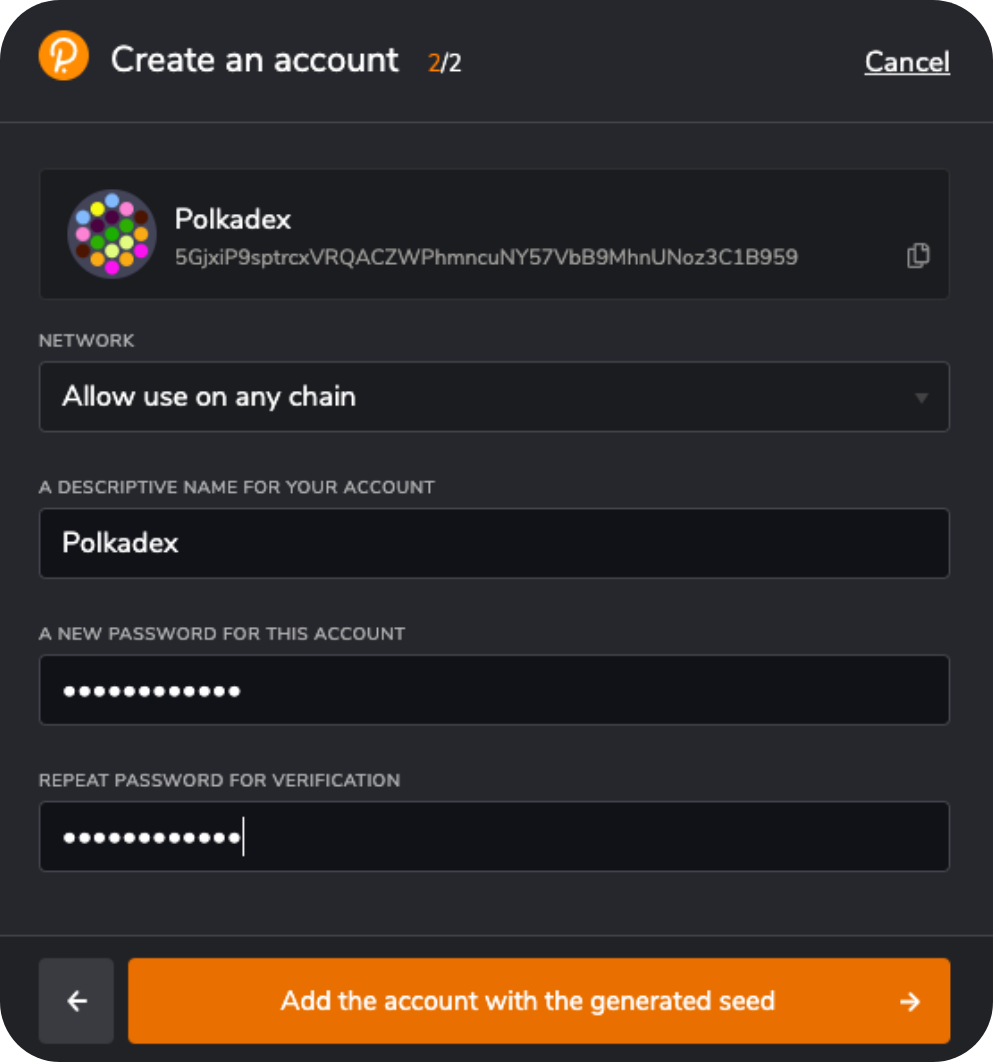 Create an account 2/2 Cancel
Polkadex
5GjxiP9sptrcxVRQACZWPhmncuNY57VbB9MhnUNoz3C1B959
NETWORK
Allow use on any chain
A DESCRIPTIVE NAME FOR YOUR ACCOUNT
Polkadex
A NEW PASSWORD FOR THIS ACCOUNT
••••••••••••
REPEAT PASSWORD FOR VERIFICATION
••••••••••••
Add the account with the generated seed